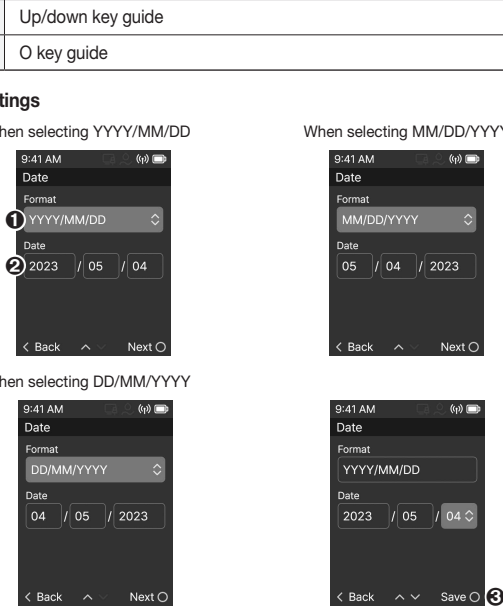 Up/down key guide
O key guide
tings
hen selecting YYYY/MM/DD
When selecting MM/DD/YYYY
9:41 AM
Date
Format
❶ YYYY/MM/DD
Date
❷ 2023 / 05 / 04
< Back Next
9:41 AM
Date
Format
MM/DD/YYYY
Date
05 / 04 / 2023
< Back Next
hen selecting DD/MM/YYYY
9:41 AM
Date
Format
DD/MM/YYYY
Date
04 / 05 / 2023
< Back Next
9:41 AM
Date
Format
YYYY/MM/DD
Date
2023 / 05 / 04
< Back Save ❸